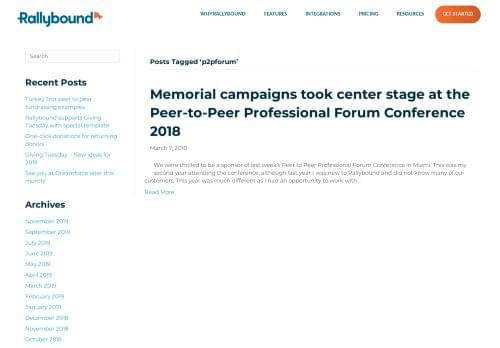 Rallybound
WHY RALLYBOUND
FEATURES
INTEGRATIONS
PRICING
RESOURCES
GET STARTED
Search
Recent Posts
Turkey Trot peer to peer
fundraising examples
Rallybound supports Giving
Tuesday with special template
One-click donations for returning
donors
Giving Tuesday – New ideas for
2019
See you at Dreamforce later this
month!
Archives
November 2019
September 2019
July 2019
June 2019
May 2019
April 2019
March 2019
February 2019
January 2019
December 2018
November 2018
October 2018
Posts Tagged ‘p2pforum’
Memorial campaigns took center stage at the
Peer-to-Peer Professional Forum Conference
2018
March 7, 2018
We were thrilled to be a sponsor of last week’s Peer to Peer Professional Forum Conference in Miami. This was my
second year attending the conference, although last year I was new to Rallybound and did not know many of our
customers. This year was much different as I had an opportunity to work with...
Read More